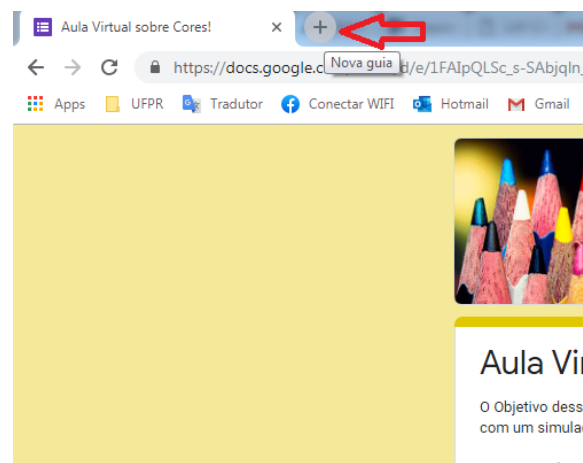 Aula Virtual sobre Cores!
Nova guia
https://docs.google.c d/e/1FAIpQLSc_s-SAbjqln_
Apps UFPR Tradutor Conectar WIFI Hotmail Gmail
Aula Vi
O Objetivo dess
com um simula